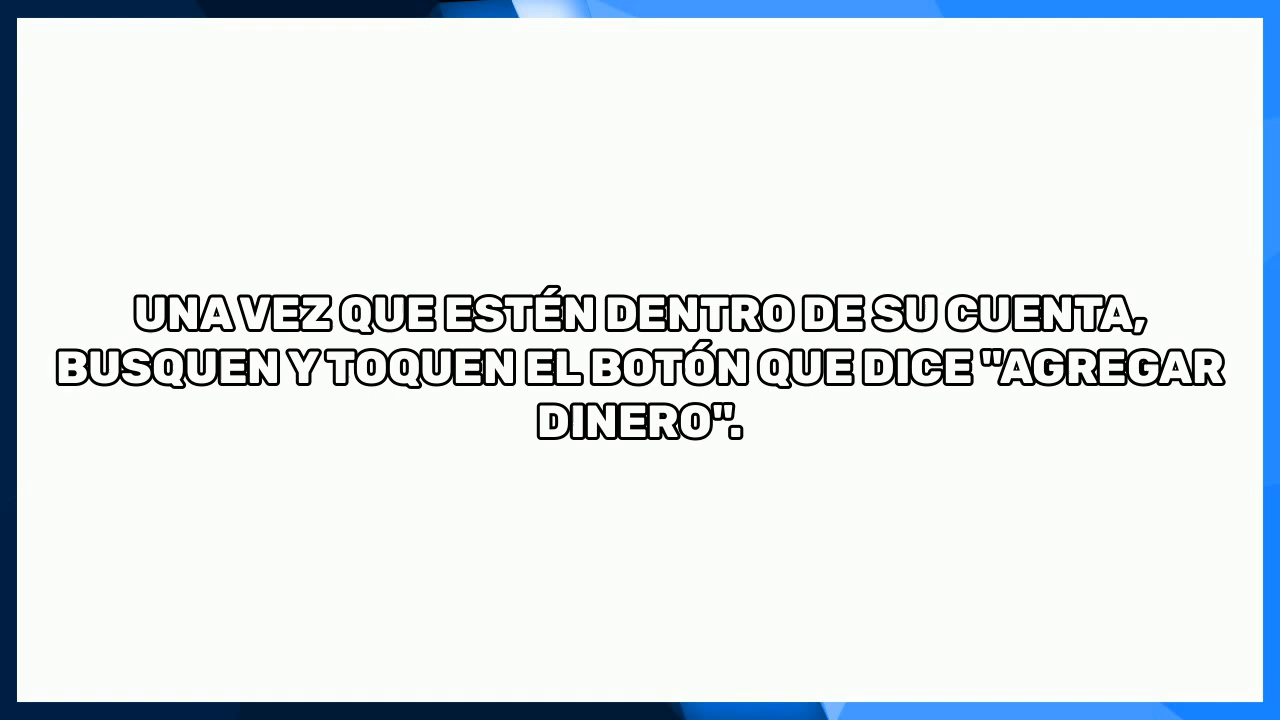 UNA VEZ QUE ESTÉN DENTRO DE SU CUENTA,
BUSQUEN Y TOQUEN EL BOTÓN QUE DICE "AGREGAR
DINERO".